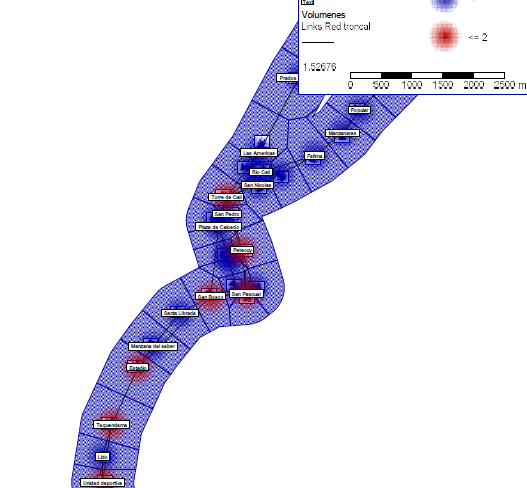 Volumenes
Links Red troncal
<= 2
1.52676
0 500 1000 1500 2000 2500 m
Prados
Popular
Manzanares
Las Americas
Fatima
Rio Cali
San Nicolas
Torre de Cali
San Pedro
Plaza de Caicedo
Petecuy
San Bosco
San Pascual
Santa Librada
Manzana del saber
Estadio
Tequendama
Lido
Unidad deportiva